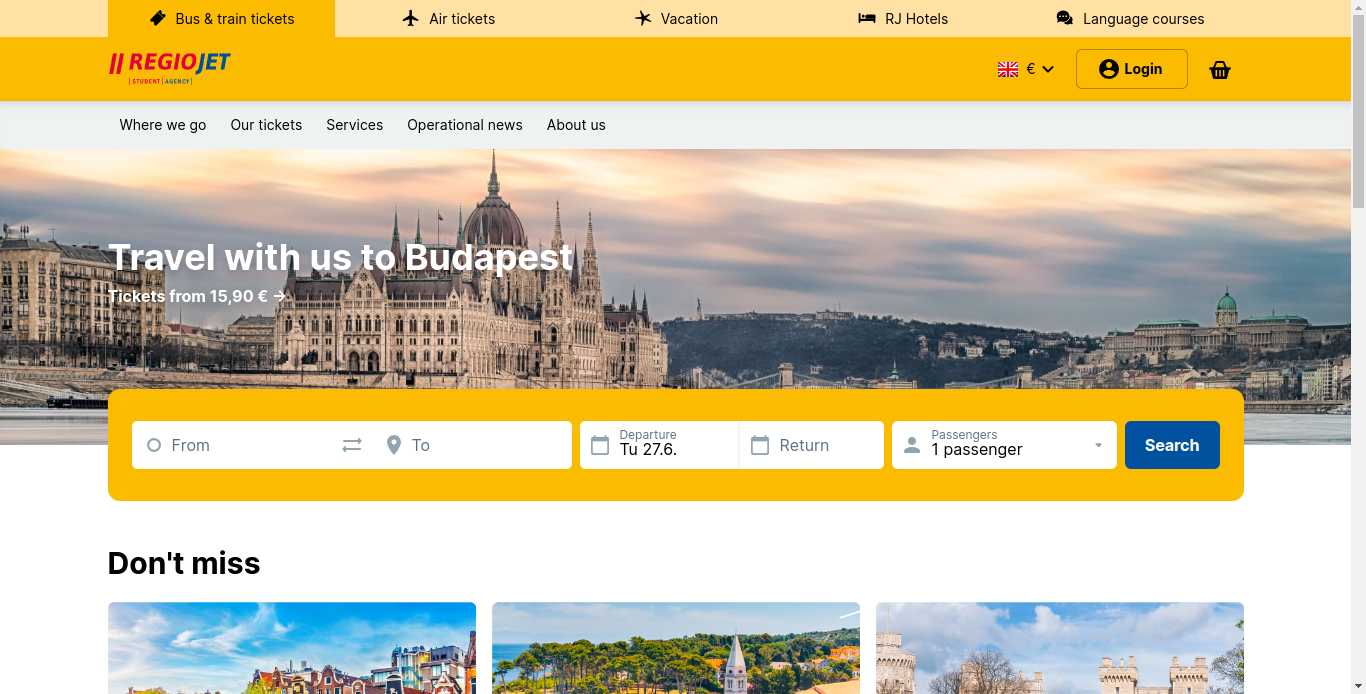 Bus & train tickets
Air tickets
Vacation
RJ Hotels
Language courses
REGIOJET
STUDENT AGENCY
€
Login
Where we go
Our tickets
Services
Operational news
About us
Travel with us to Budapest
Tickets from 15,90 € →
From
To
Departure
Tu 27.6.
Return
Passengers
1 passenger
Search
Don't miss